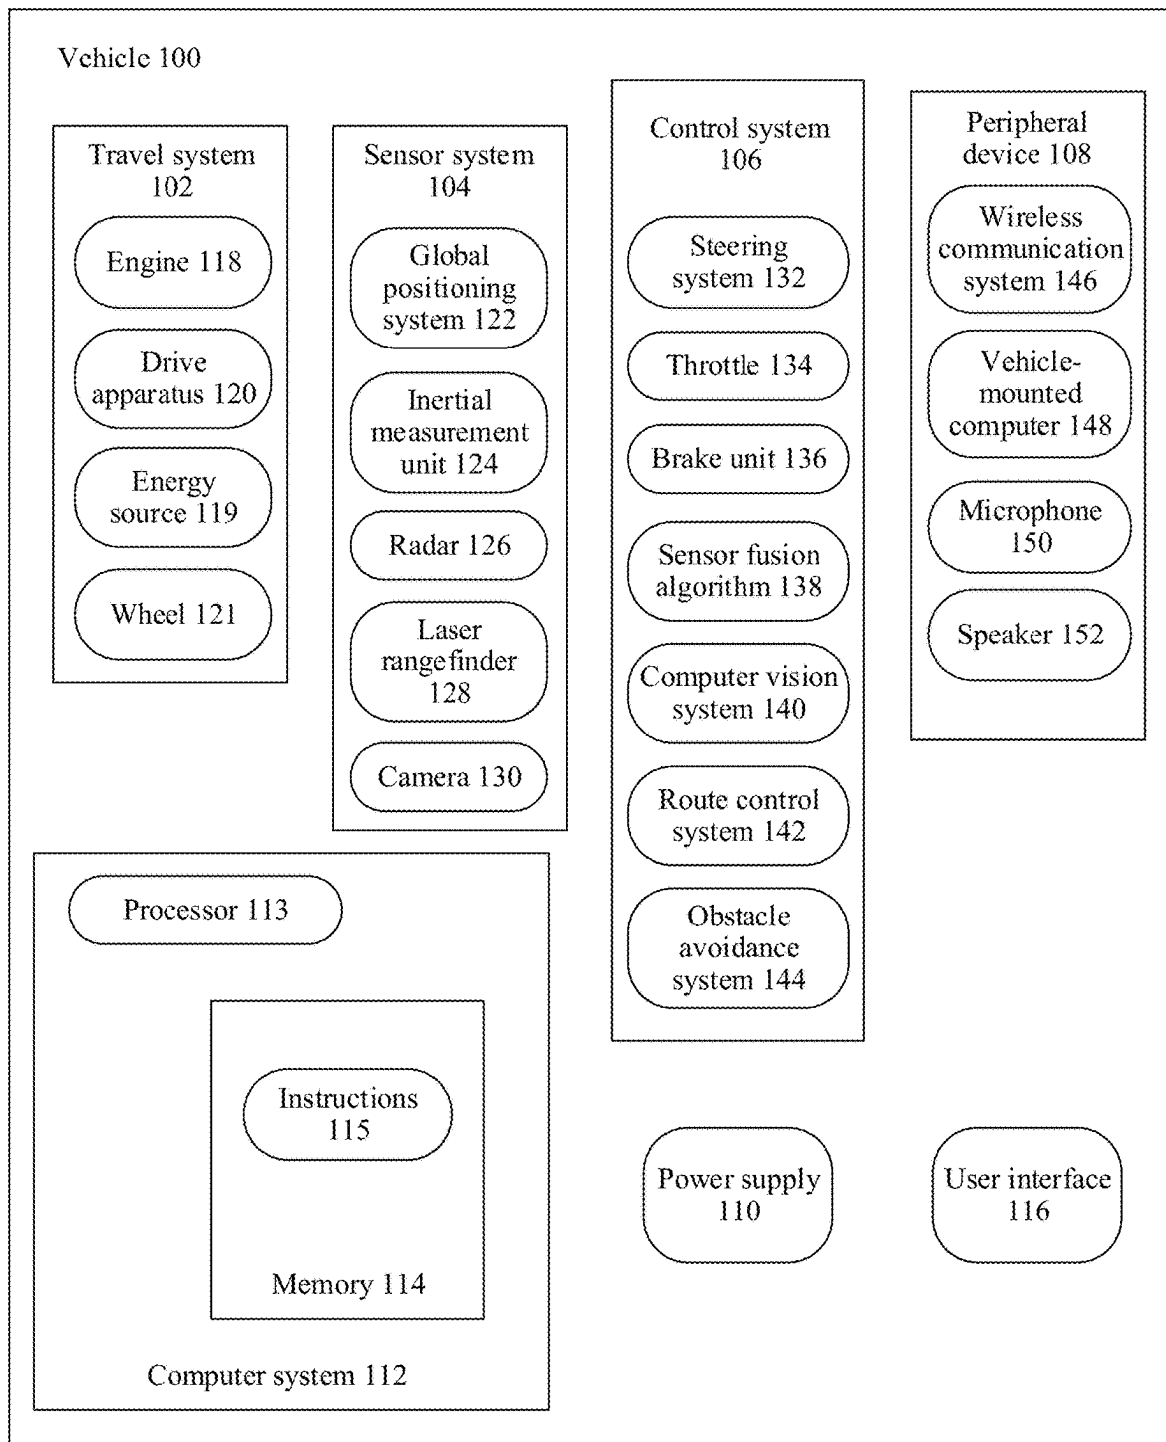 Vehicle 100
Travel system
102
Engine 118
Drive
apparatus 120
Energy
source 119
Wheel 121
Sensor system
104
Global
positioning
system 122
Inertial
measurement
unit 124
Radar 126
Laser
rangefinder
128
Camera 130
Control system
106
Steering
system 132
Throttle 134
Brake unit 136
Sensor fusion
algorithm 138
Computer vision
system 140
Route control
system 142
Obstacle
avoidance
system 144
Peripheral
device 108
Wireless
communication
system 146
Vehicle-
mounted
computer 148
Microphone
150
Speaker 152
Processor 113
Instructions
115
Memory 114
Computer system 112
Power supply
110
User interface
116